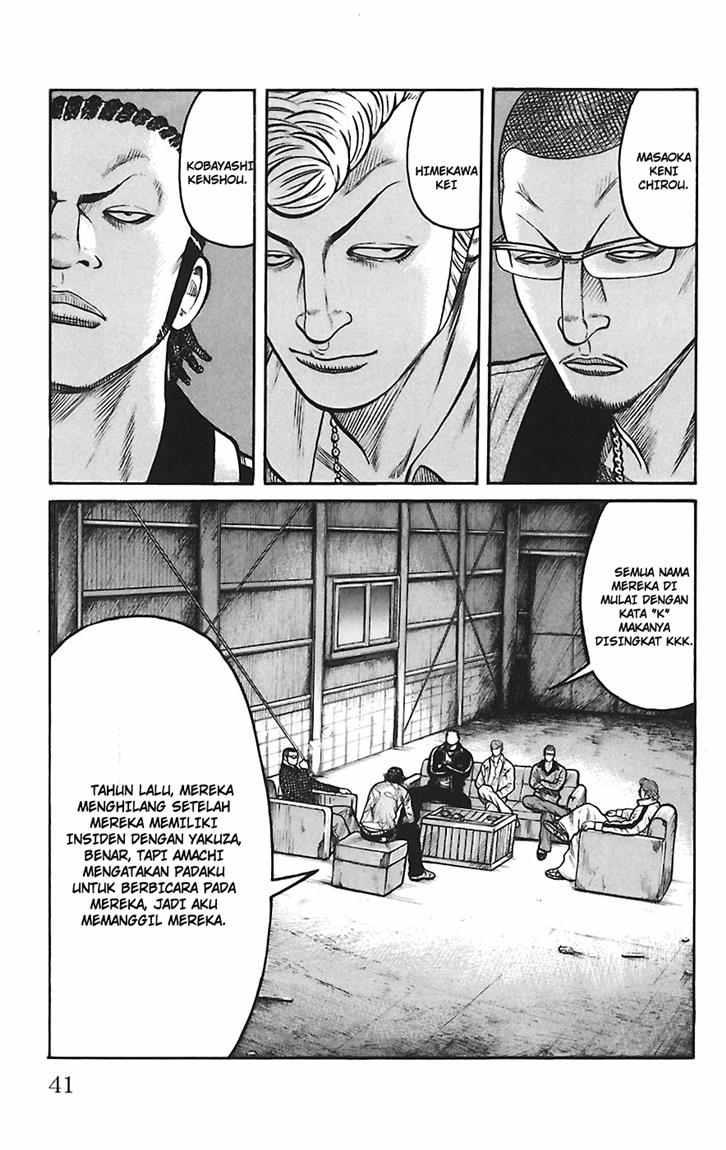 MASAOKA
KENI
CHIROU.
HIMEKAWA
KEI
KOBAYASHI
KENSHOU.
SEMUA NAMA
MEREKA DI
MULAI DENGAN
KATA "K"
MAKANYA
DISINGKAT KKK.
TAHUN LALU, MEREKA
MENGHILANG SETELAH
MEREKA MEMILIKI
INSIDEN DENGAN YAKUZA,
BENAR, TAPI AMACHI
MENGATAKAN PADAKU
UNTUK BERBICARA PADA
MEREKA, JADI AKU
MEMANGGIL MEREKA.
41